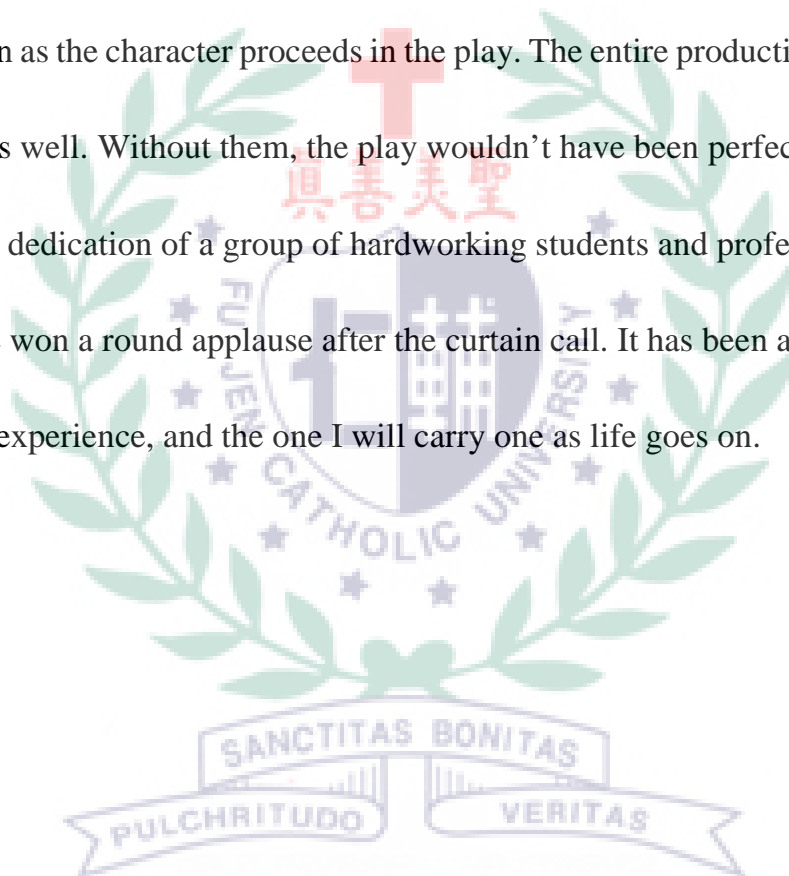 n as the character proceeds in the play. The entire producti
s well. Without them, the play wouldn’t have been perfec
眞善美聖
dedication of a group of hardworking students and profe
won a round applause after the curtain call. It has been a
experience, and the one I will carry one as life goes on.
FU JEN CATHOLIC UNIVERSITY
SANCTITAS BONITAS
PULCHRITUDO VERITAS